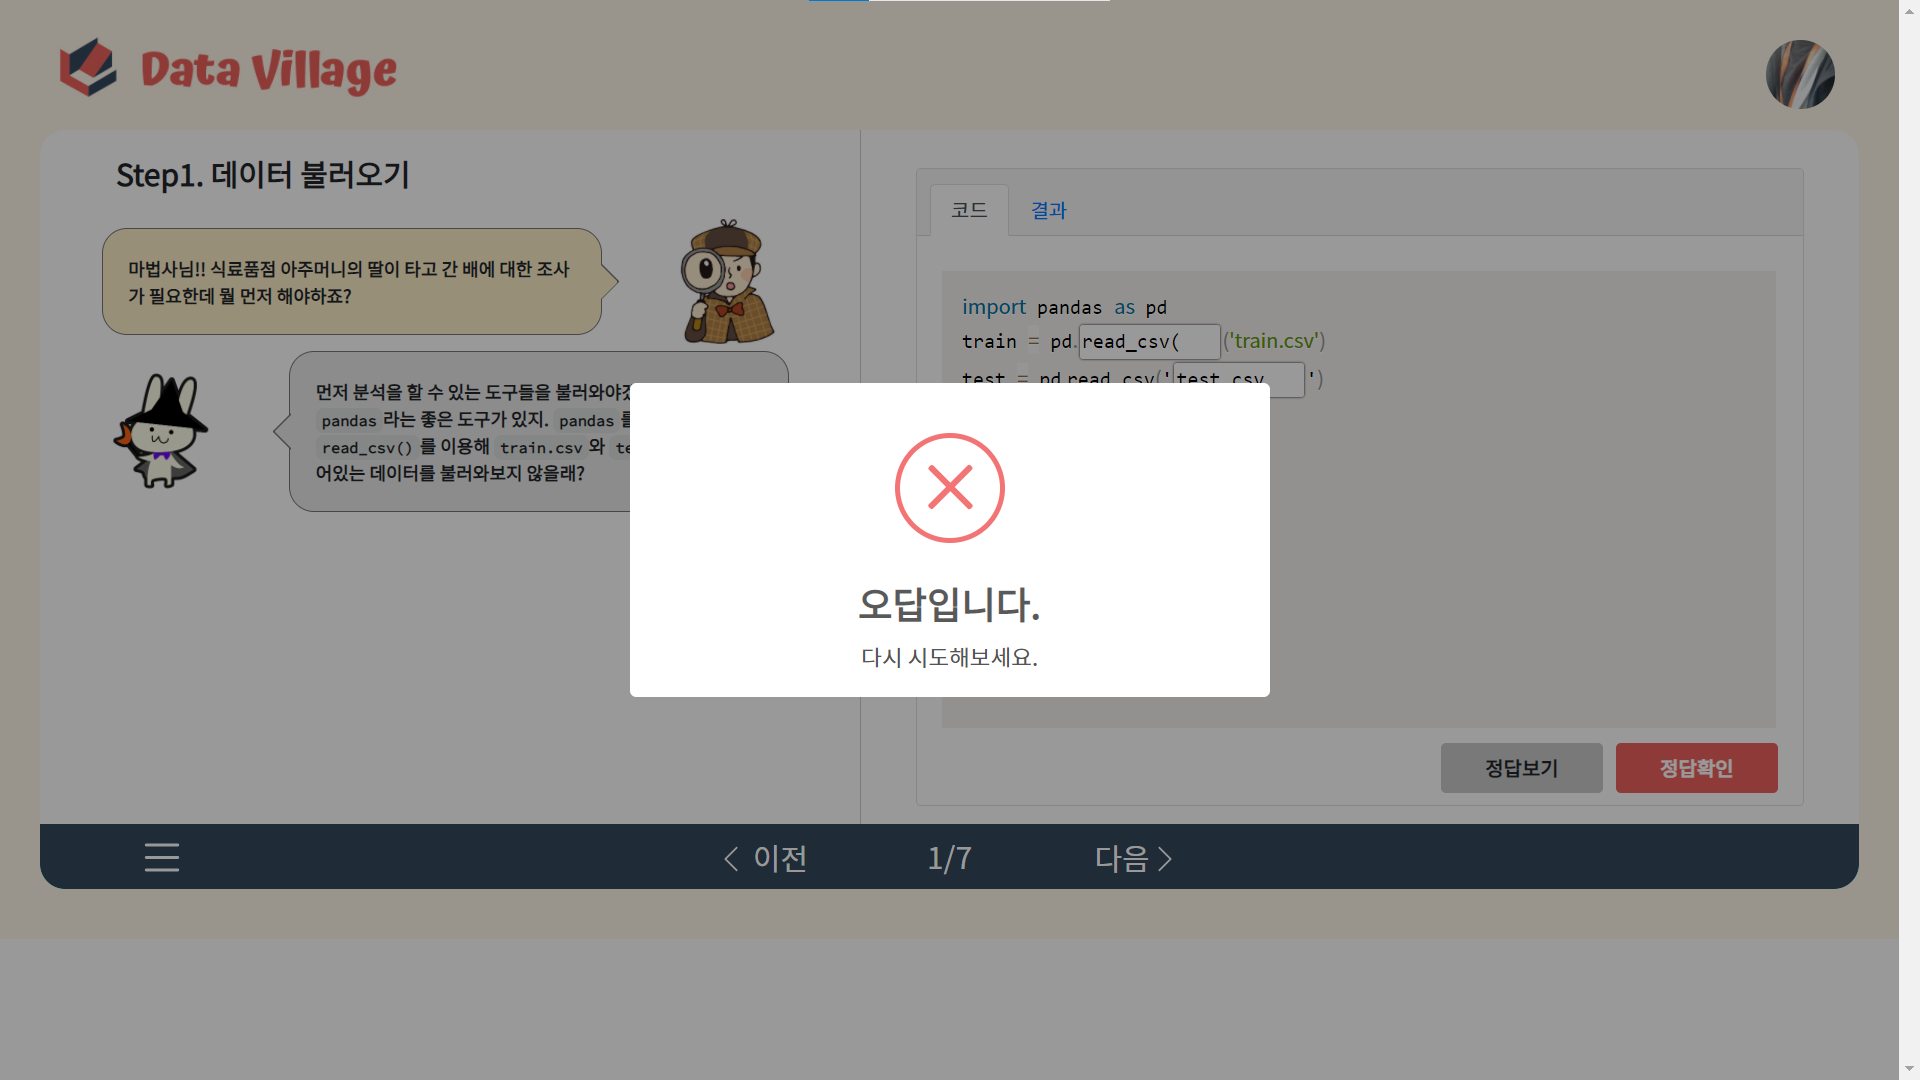 Data Village
Step1. 데이터 불러오기
마법사님!! 식료품점 아주머니의 딸이 타고 간 배에 대한 조사
가 필요한데 뭘 먼저 해야하죠?
먼저 분석을 할 수 있는 도구들을 불러와야
pandas 라는 좋은 도구가 있지. pandas
read_csv() 를 이용해 train.csv 와
어있는 데이터를 불러와보지 않을래?
코드 결과
import pandas as pd
train = pd.read_csv( ('train.csv')
test = pd.read_csv('test.csv ')
오답입니다.
다시 시도해보세요.
정답보기 정답확인
이전 1/7 다음